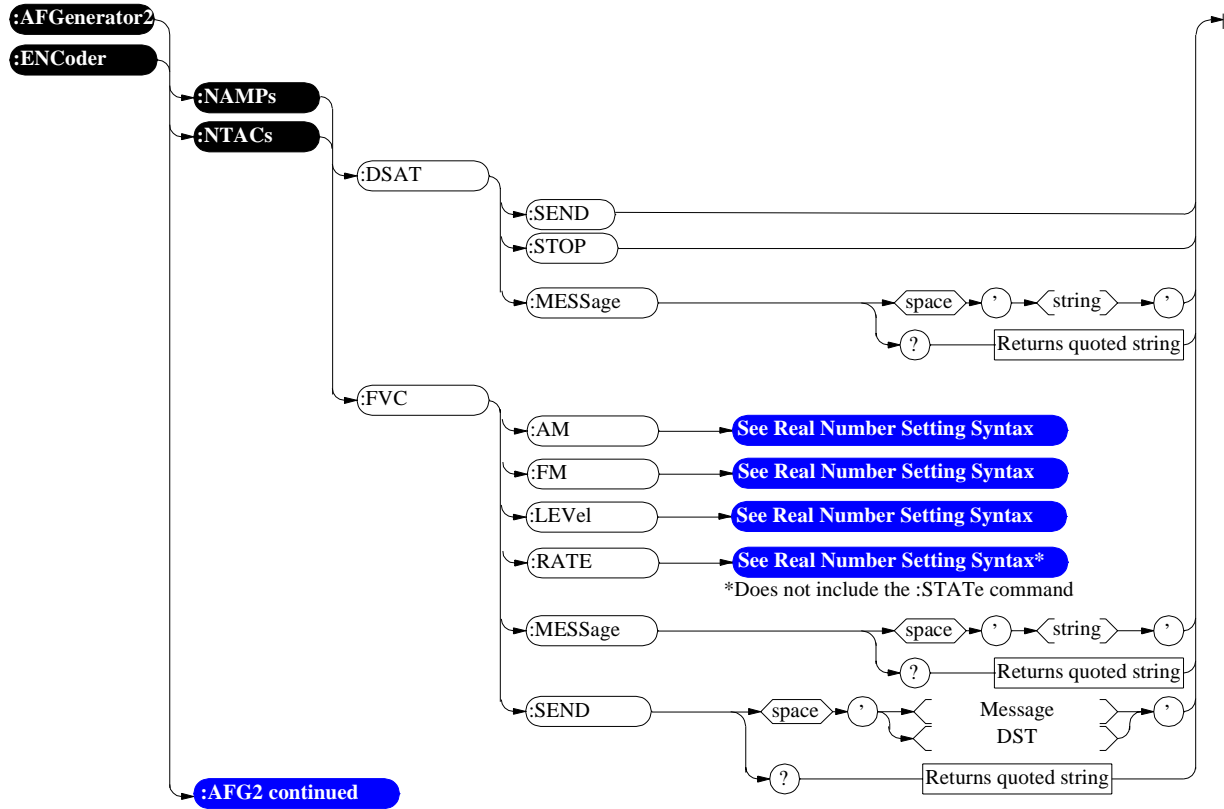 :AFGenerator2
:ENCoder
:NAMPs
:NTACs
:DSAT
:SEND
:STOP
:MESSage
space
’
string
’
?
Returns quoted string
:FVC
:AM
See Real Number Setting Syntax
:FM
See Real Number Setting Syntax
:LEVel
See Real Number Setting Syntax
:RATE
See Real Number Setting Syntax*
*Does not include the :STATe command
:MESSage
space
’
string
’
?
Returns quoted string
:SEND
space
’
Message
’
DST
?
Returns quoted string
:AFG2 continued